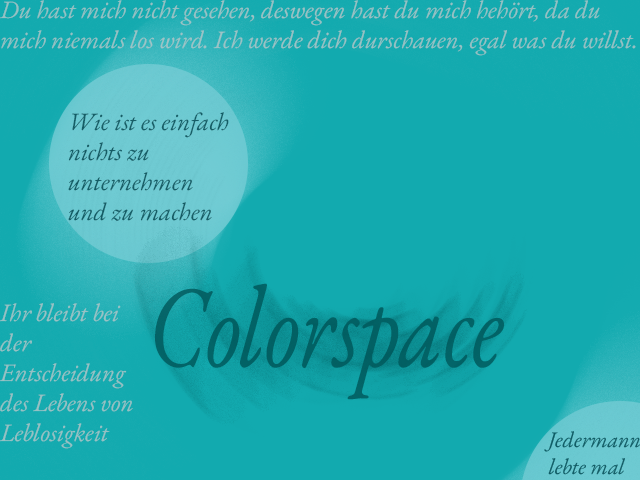 Du hast mich nicht gesehen, deswegen hast du mich behört, da du
mich niemals los wird. Ich werde dich durschauen, egal was du willst.
Wie ist es einfach
nichts zu
unternehmen
und zu machen
Ihr bleibt bei
der
Entscheidung
des Lebens von
Leblosigkeit
Colorspace
Jedermann
lebte mal